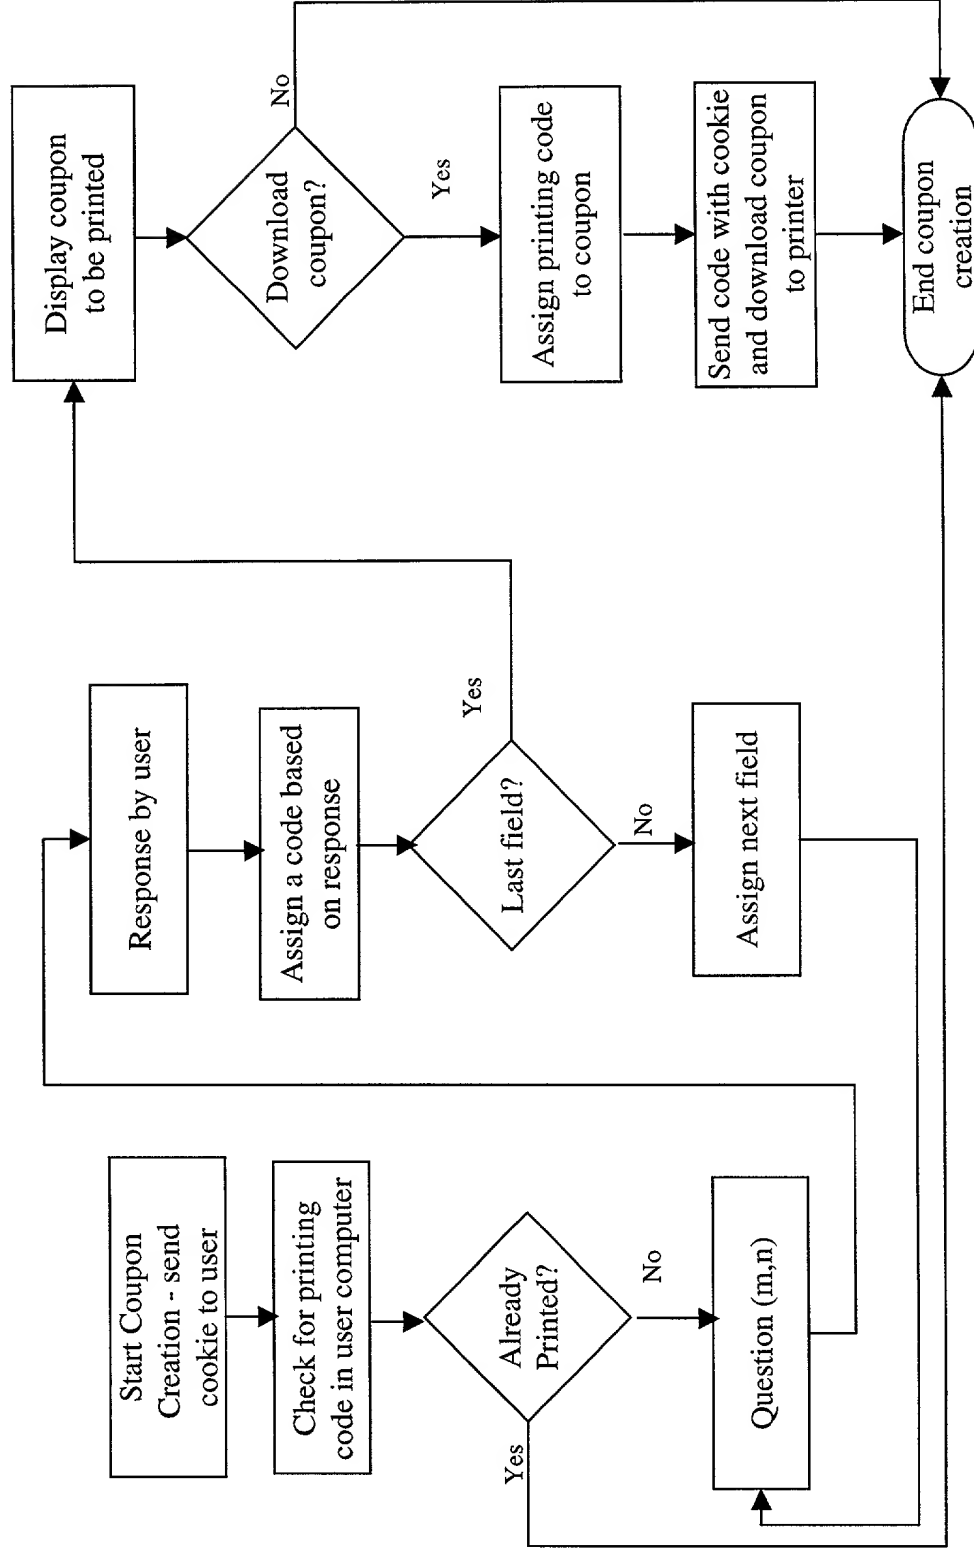 Start Coupon
Creation - send
cookie to user
Check for printing
code in user computer
Already
Printed?
Yes
No
Question (m,n)
Response by user
Assign a code based
on response
Last field?
Yes
No
Assign next field
Display coupon
to be printed
Download
coupon?
No
Yes
Assign printing code
to coupon
Send code with cookie
and download coupon
to printer
End coupon
creation